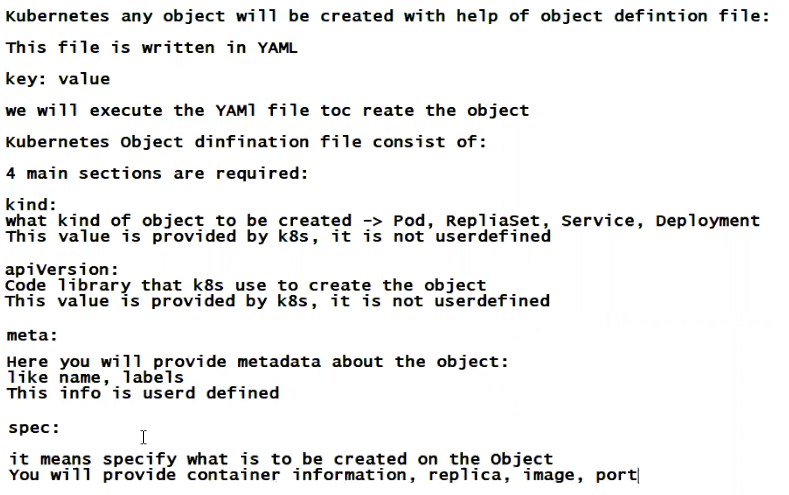 Kubernetes any object will be created with help of object defintion file:
This file is written in YAML
key: value
we will execute the YAMl file toc reate the object
Kubernetes Object dinfination file consist of:
4 main sections are required:
kind:
what kind of object to be created -> Pod, RepliaSet, Service, Deployment
This value is provided by k8s, it is not userdefined
apiVersion:
Code library that k8s use to create the object
This value is provided by k8s, it is not userdefined
meta:
Here you will provide metadata about the object:
like name, labels
This info is userd defined
spec:
it means specify what is to be created on the Object
You will provide container information, replica, image, port